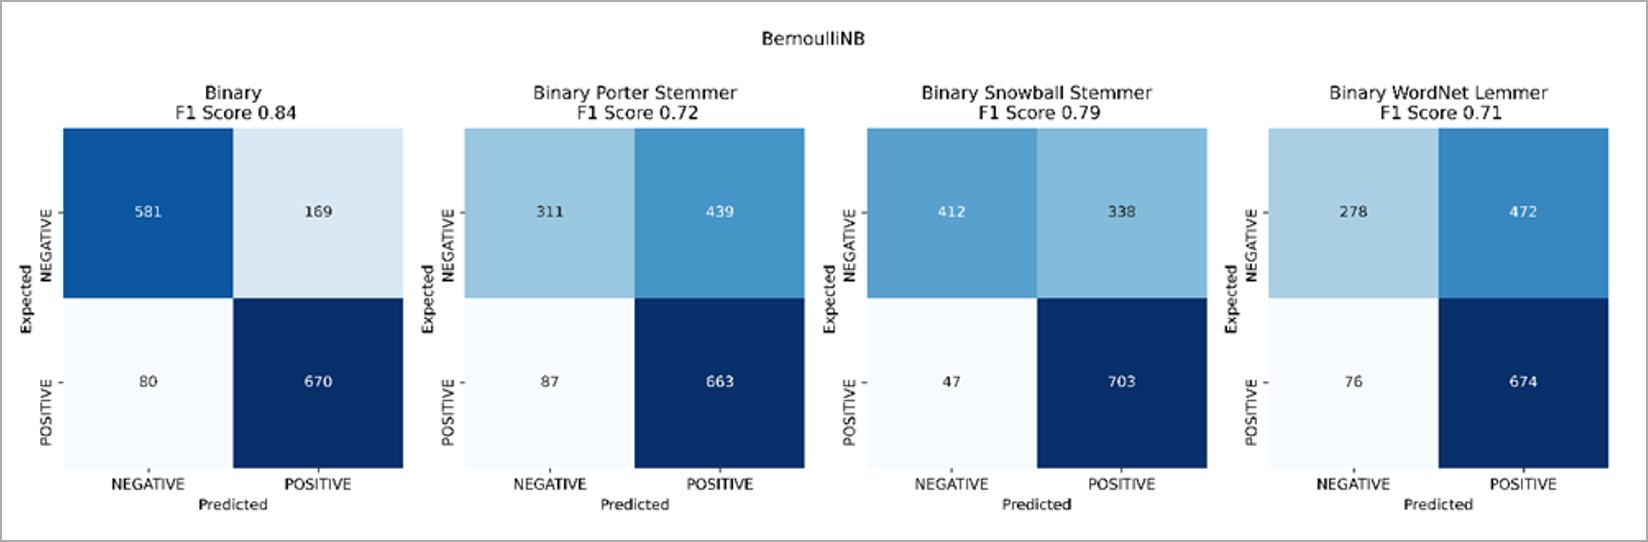 BernoulliNB
Binary
F1 Score 0.84
NEGATIVE
POSITIVE
Expected
581
169
80
670
NEGATIVE
POSITIVE
Predicted
Binary Porter Stemmer
F1 Score 0.72
NEGATIVE
POSITIVE
Expected
311
439
87
663
NEGATIVE
POSITIVE
Predicted
Binary Snowball Stemmer
F1 Score 0.79
NEGATIVE
POSITIVE
Expected
412
338
47
703
NEGATIVE
POSITIVE
Predicted
Binary WordNet Lemmer
F1 Score 0.71
NEGATIVE
POSITIVE
Expected
278
472
76
674
NEGATIVE
POSITIVE
Predicted